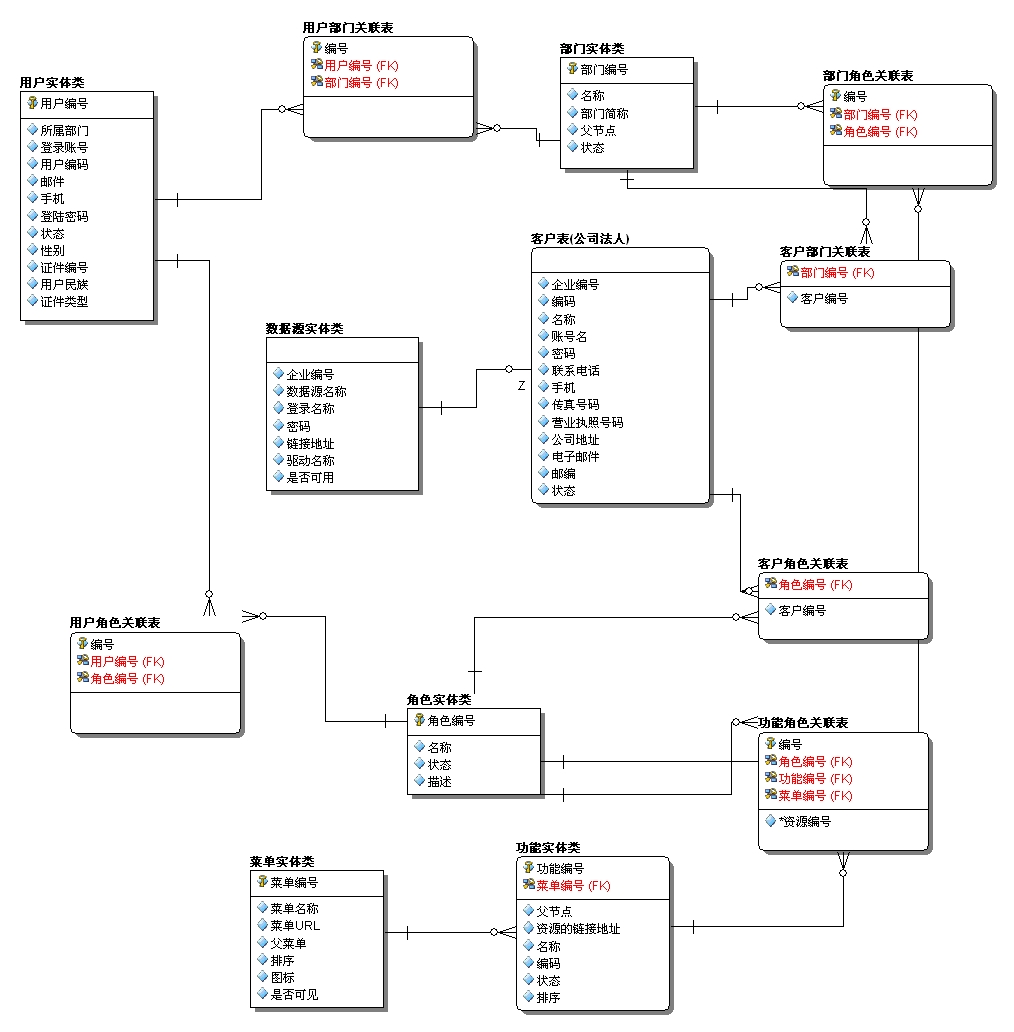 用户部门关联表
编号
用户编号 (FK)
部门编号 (FK)
部门实体类
部门编号
名称
部门简称
父节点
状态
部门角色关联表
编号
部门编号 (FK)
角色编号 (FK)
用户实体类
用户编号
所属部门
登录账号
用户编码
邮件
手机
登陆密码
状态
性别
证件编号
用户民族
证件类型
客户表(公司法人)
企业编号
编码
名称
账号名
密码
联系电话
手机
传真号码
营业执照号码
公司地址
电子邮件
邮编
状态
客户部门关联表
部门编号 (FK)
客户编号
数据源实体类
企业编号
数据源名称
登录名称
密码
链接地址
驱动名称
是否可用
Z
客户角色关联表
角色编号 (FK)
客户编号
用户角色关联表
编号
用户编号 (FK)
角色编号 (FK)
角色实体类
角色编号
名称
状态
描述
功能角色关联表
编号
角色编号 (FK)
功能编号 (FK)
菜单编号 (FK)
*资源编号
菜单实体类
菜单编号
菜单名称
菜单URL
父菜单
排序
图标
是否可见
功能实体类
功能编号
菜单编号 (FK)
父节点
资源的链接地址
名称
编码
状态
排序